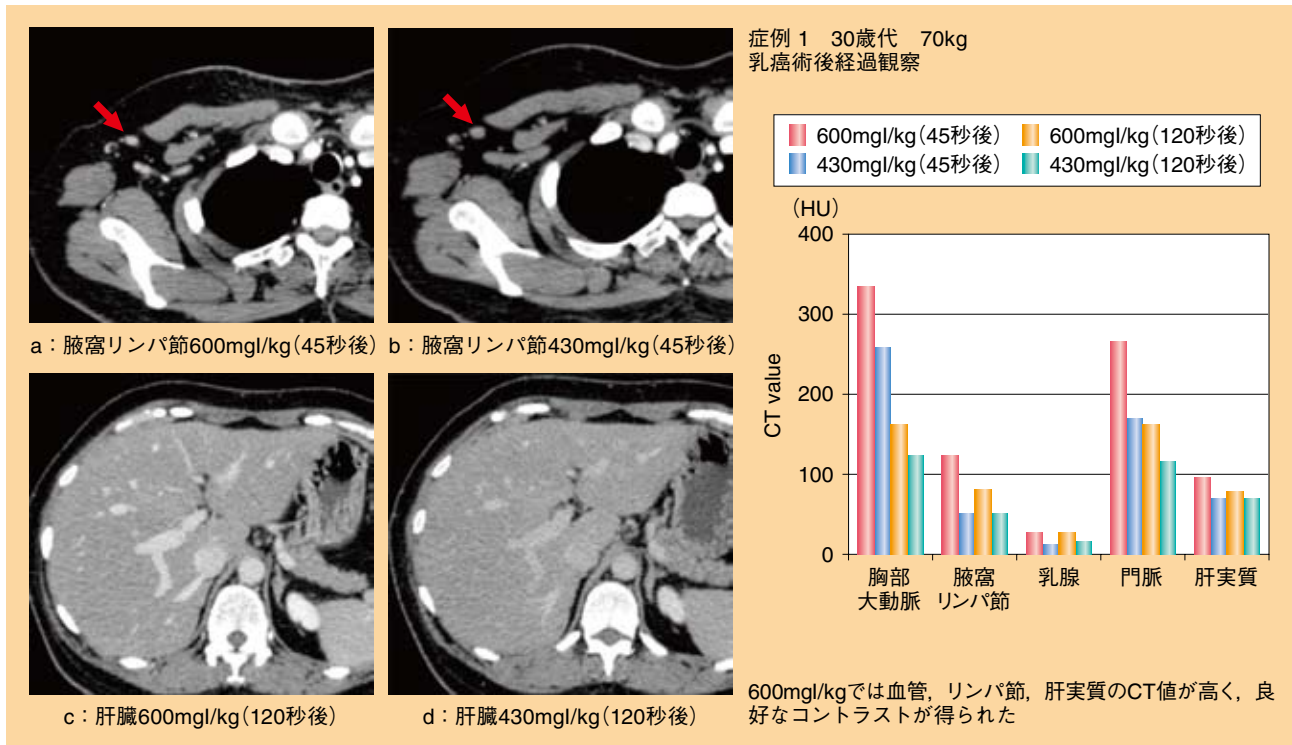 症例 1　30歳代　70kg
乳癌術後経過観察
a：腋窩リンパ節600mgI/kg（45秒後）
b：腋窩リンパ節430mgI/kg（45秒後）
c：肝臓600mgI/kg（120秒後）
d：肝臓430mgI/kg（120秒後）
600mgI/kg（45秒後）　600mgI/kg（120秒後）
430mgI/kg（45秒後）　430mgI/kg（120秒後）
（HU）
400
300
200
100
0
CT value
胸部
大動脈
腋窩
リンパ節
乳腺
門脈
肝実質
600mgI/kgでは血管，リンパ節，肝実質のCT値が高く，良
好なコントラストが得られた